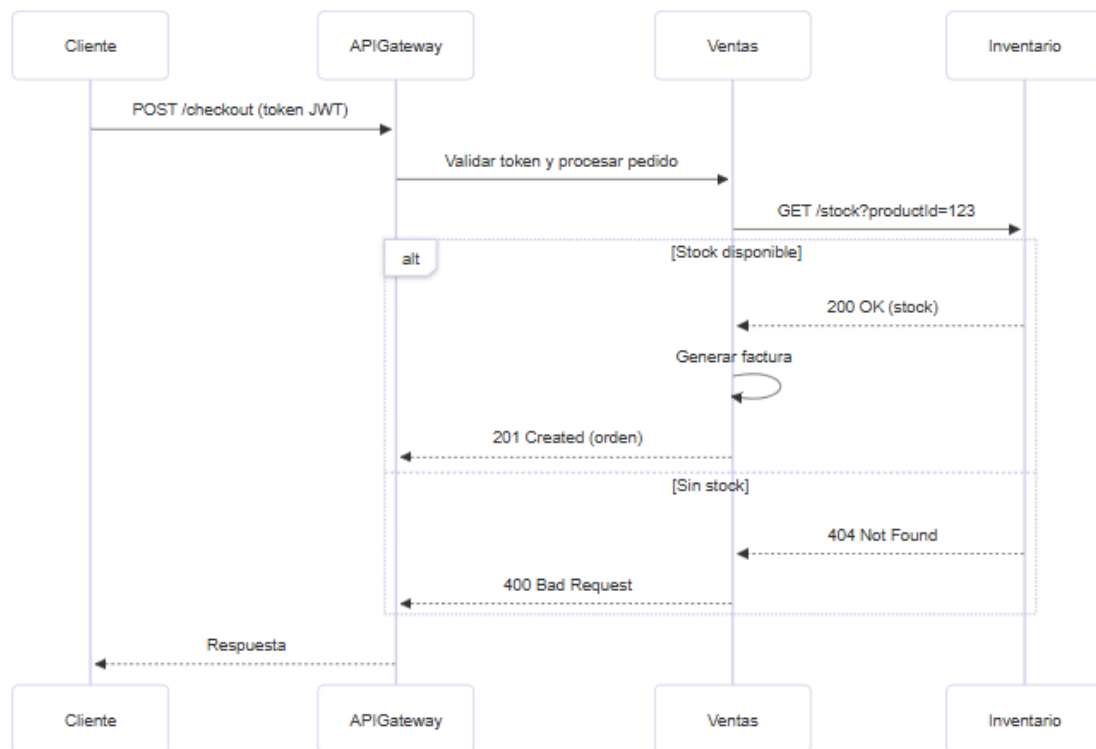 Cliente
APIGateway
Ventas
Inventario
POST /checkout (token JWT)
Validar token y procesar pedido
GET /stock?productId=123
alt
[Stock disponible]
200 OK (stock)
Generar factura
201 Created (orden)
[Sin stock]
404 Not Found
400 Bad Request
Respuesta
Cliente
APIGateway
Ventas
Inventario